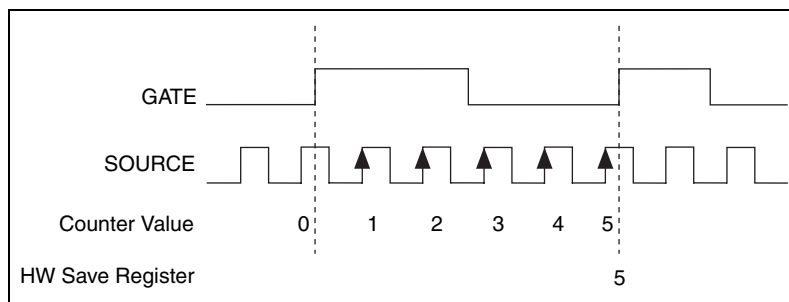 GATE
SOURCE
Counter Value 0 1 2 3 4 5
HW Save Register 5